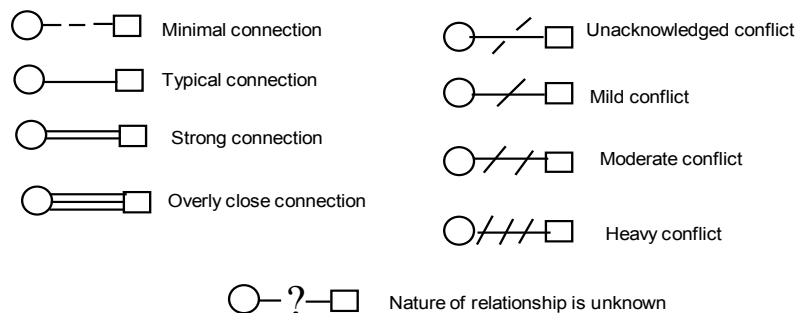 Minimal connection
Typical connection
Strong connection
Overly close connection
Unacknowledged conflict
Mild conflict
Moderate conflict
Heavy conflict
? Nature of relationship is unknown